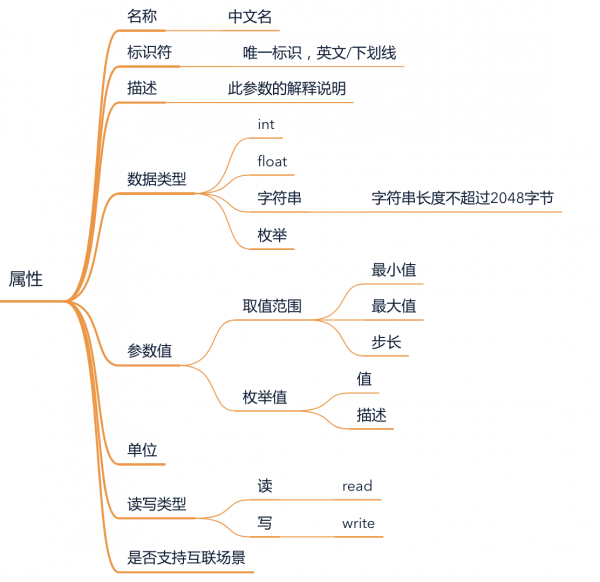 属性
名称
中文名
标识符
唯一标识，英文/下划线
描述
此参数的解释说明
数据类型
int
float
字符串
字符串长度不超过2048字节
枚举
参数值
取值范围
最小值
最大值
步长
枚举值
值
描述
单位
读写类型
读
read
写
write
是否支持互联场景